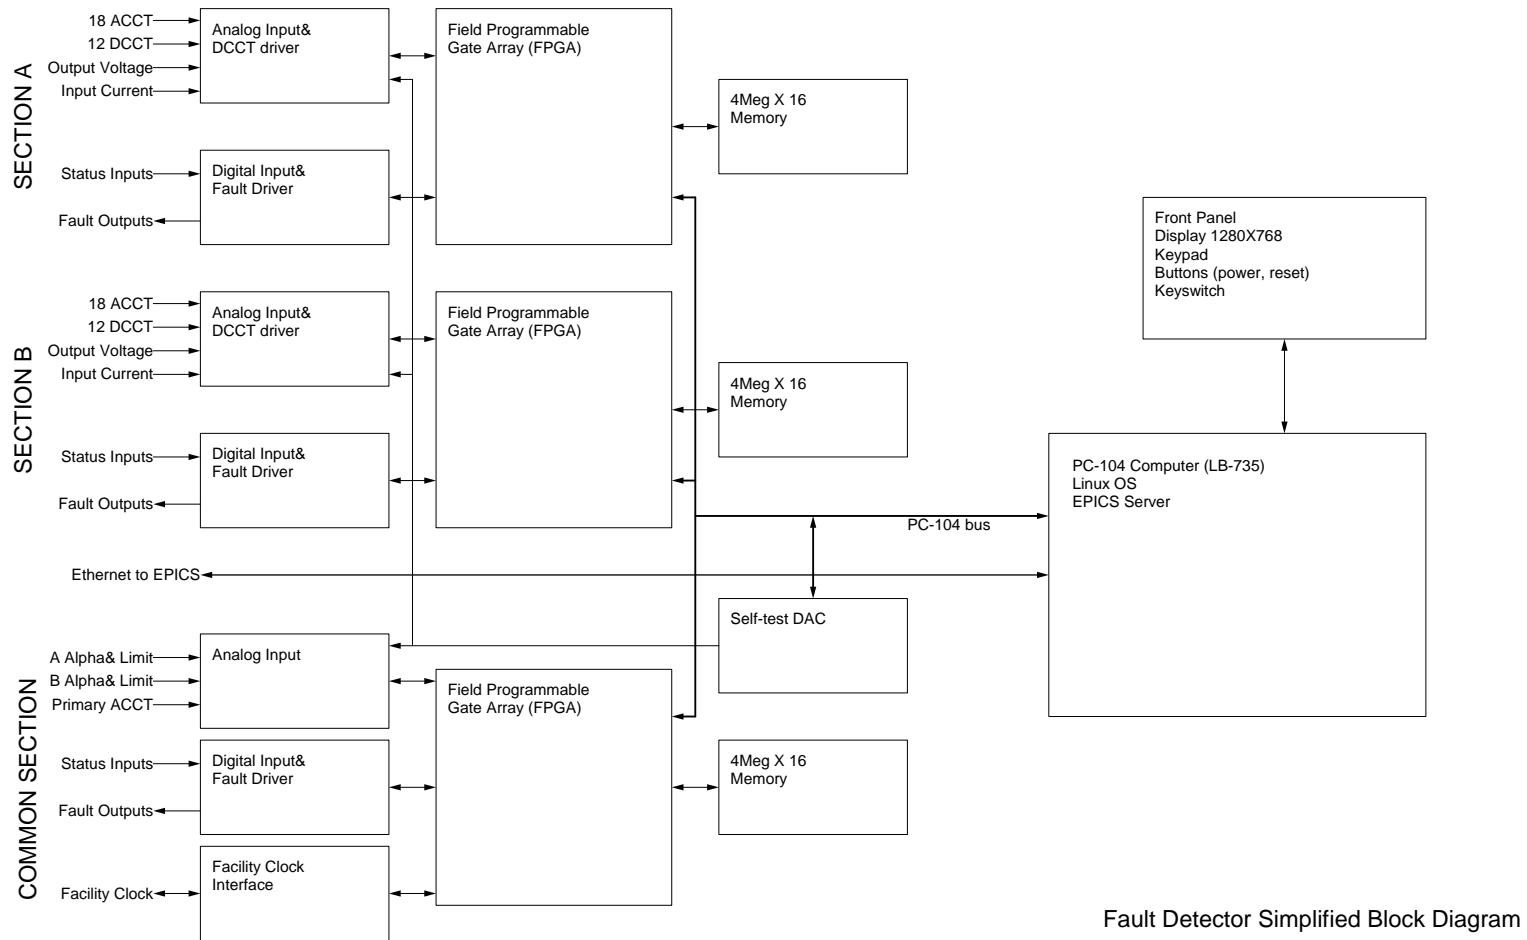 SECTION A
18 ACCT
12 DCCT
Output Voltage
Input Current
Analog Input&
DCCT driver
Field Programmable
Gate Array (FPGA)
4Meg X 16
Memory
Status Inputs
Fault Outputs
Digital Input&
Fault Driver
Front Panel
Display 1280X768
Keypad
Buttons (power, reset)
Keyswitch
SECTION B
18 ACCT
12 DCCT
Output Voltage
Input Current
Analog Input&
DCCT driver
Field Programmable
Gate Array (FPGA)
4Meg X 16
Memory
Status Inputs
Fault Outputs
Digital Input&
Fault Driver
PC-104 Computer (LB-735)
Linux OS
EPICS Server
PC-104 bus
Ethernet to EPICS
Self-test DAC
COMMON SECTION
A Alpha& Limit
B Alpha& Limit
Primary ACCT
Analog Input
Field Programmable
Gate Array (FPGA)
Status Inputs
Fault Outputs
Digital Input&
Fault Driver
4Meg X 16
Memory
Facility Clock
Facility Clock
Interface
Fault Detector Simplified Block Diagram